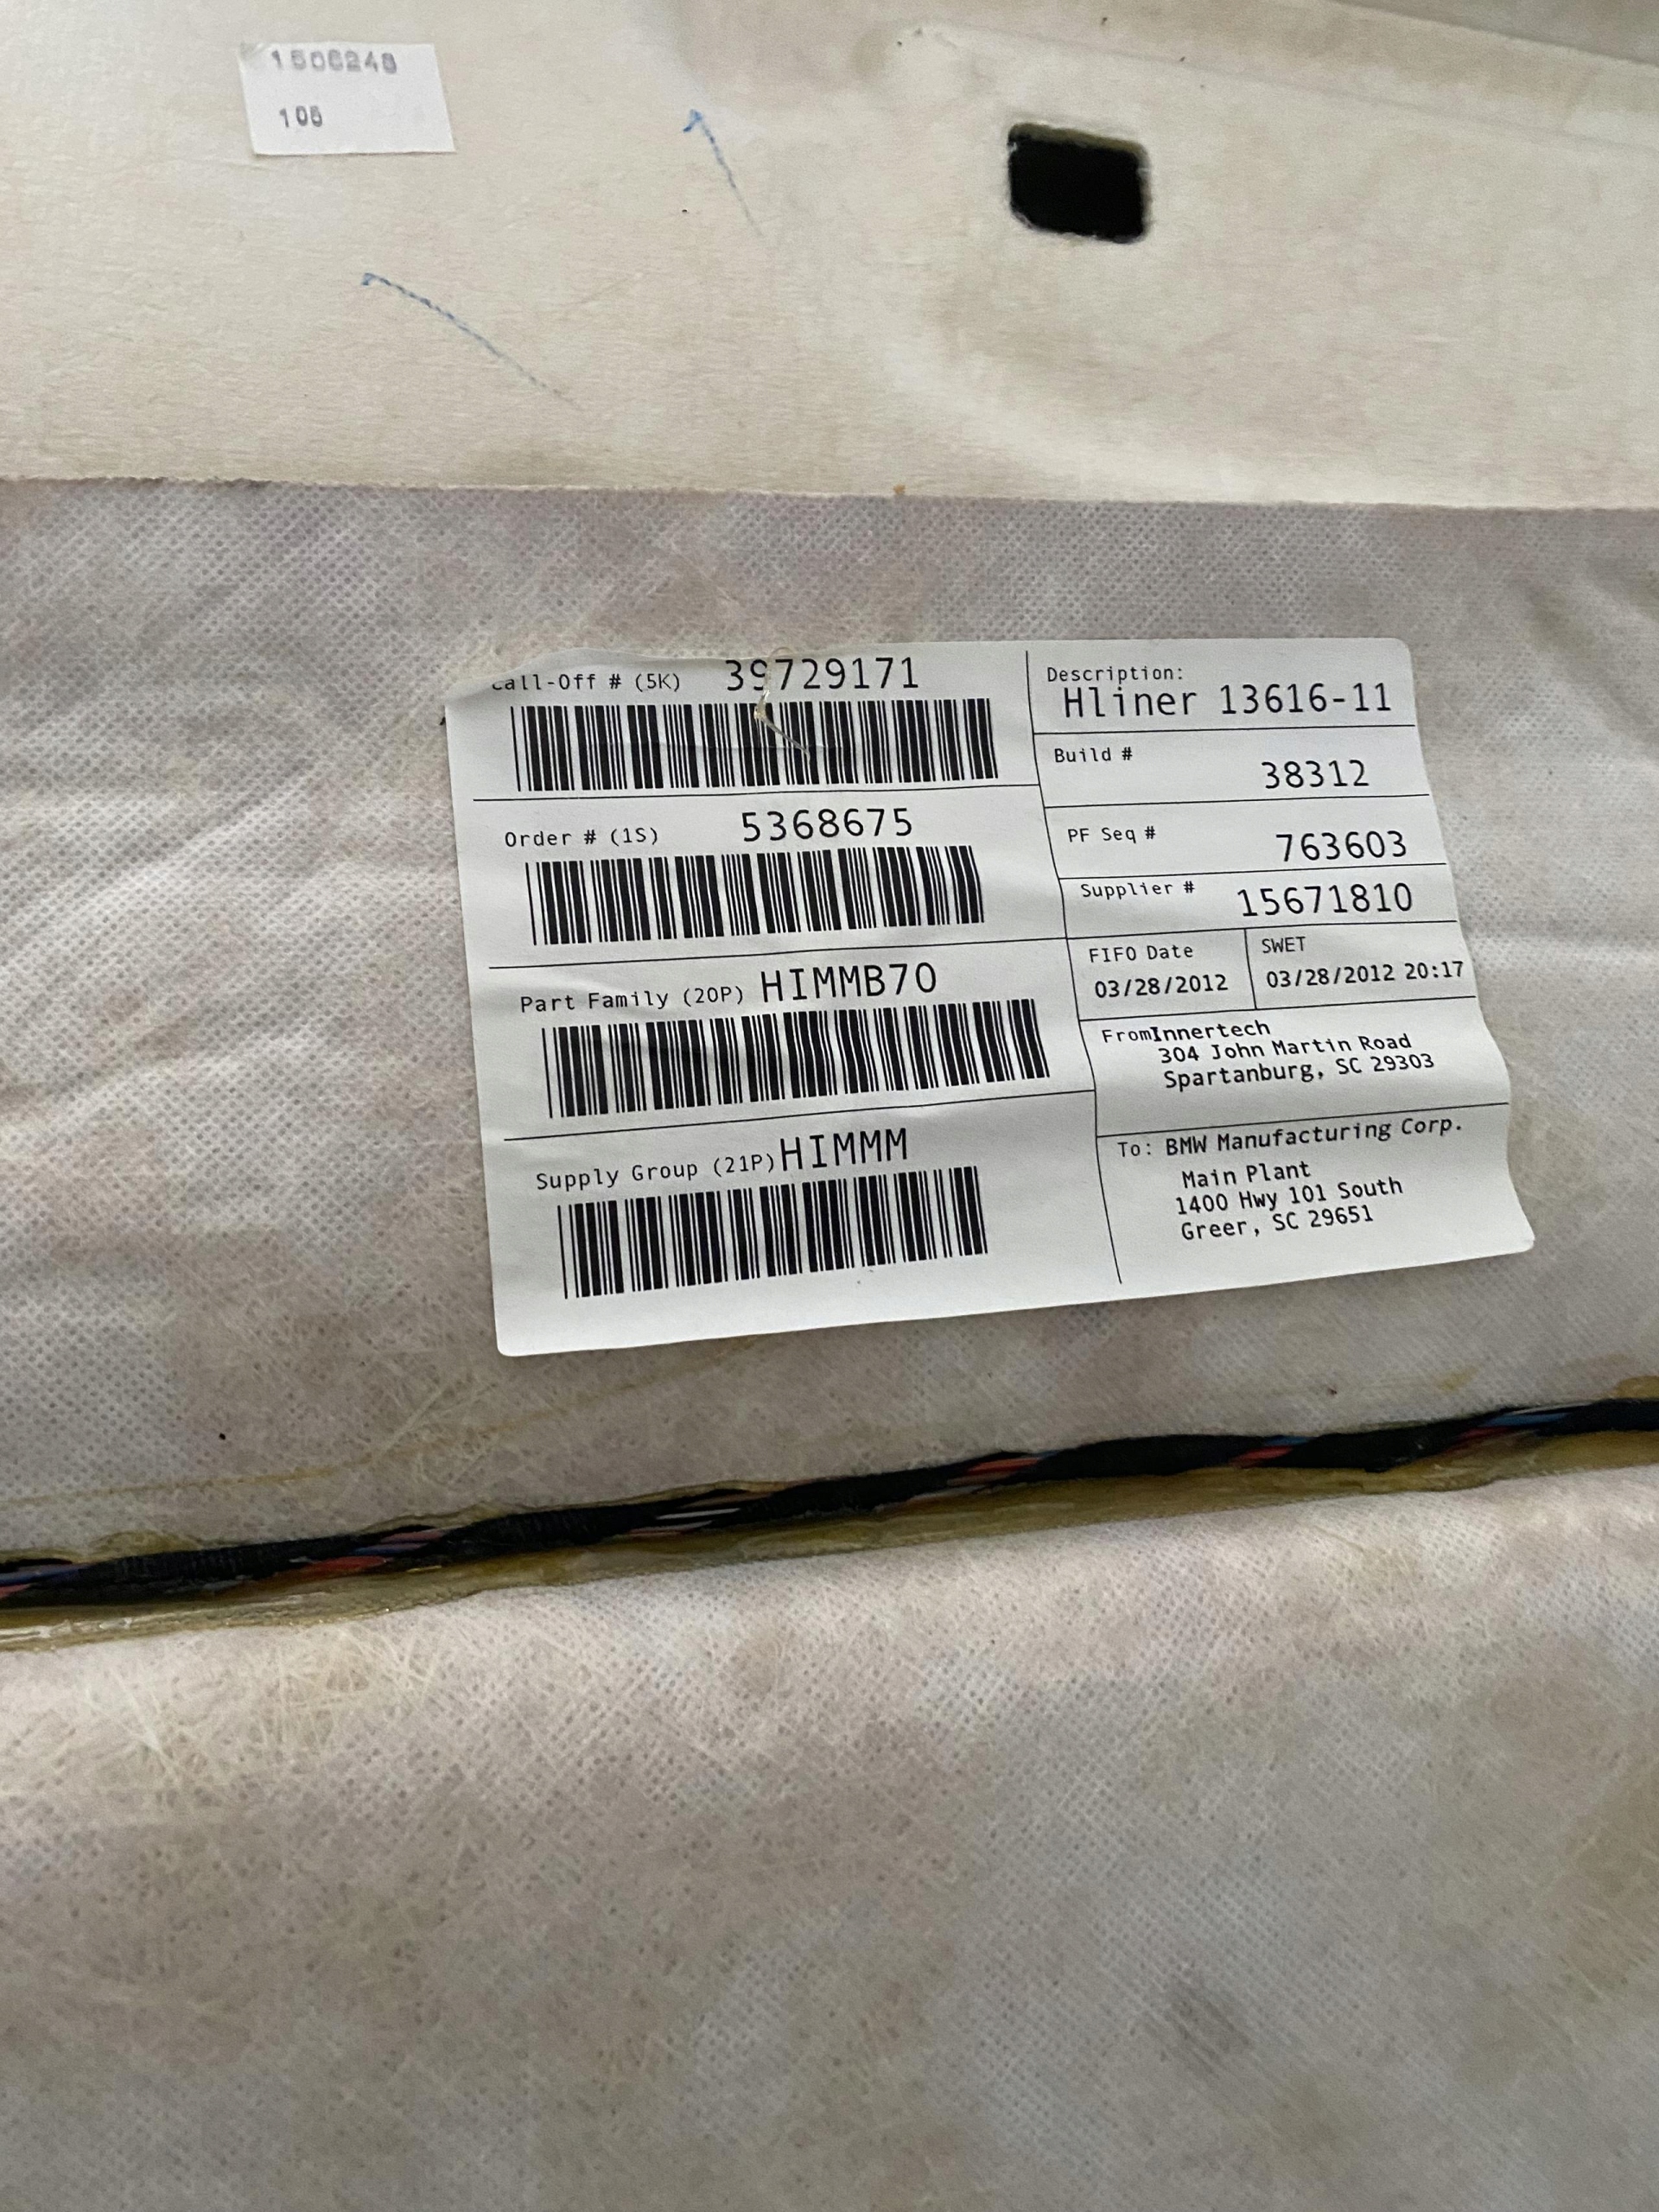 105
Call-Off # (5K) 39729171
Order # (1S) 5368675
Part Family (20P) HIMMB70
Supply Group (21P) HIMMM
Description:
Hliner 13616-11
Build #
38312
PF Seq #
763603
Supplier # 15671810
FIFO Date
03/28/2012
SWET
03/28/2012 20:17
From Innertech
304 John Martin Road
Spartanburg, SC 29303
To: BMW Manufacturing Corp.
Main Plant
1400 Hwy 101 South
Greer, SC 29651